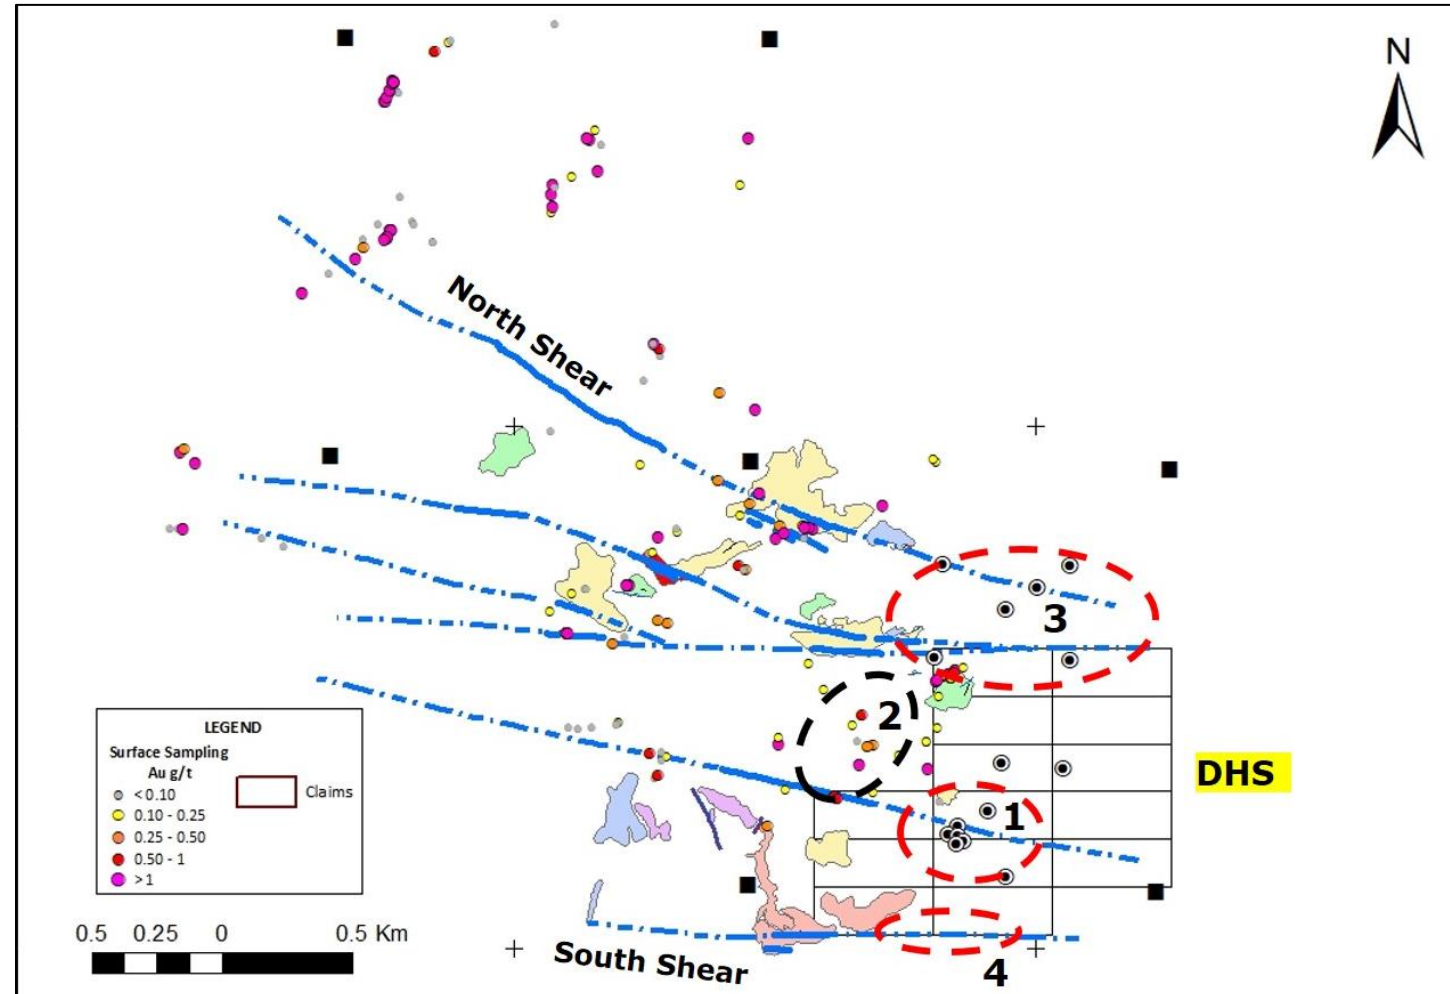 N
North Shear
3
2
DHS
1
LEGEND
Surface Sampling
Au g/t
< 0.10
0.10 - 0.25
0.25 - 0.50
0.50 - 1
> 1
Claims
0.5 0.25 0 0.5 Km
South Shear
4